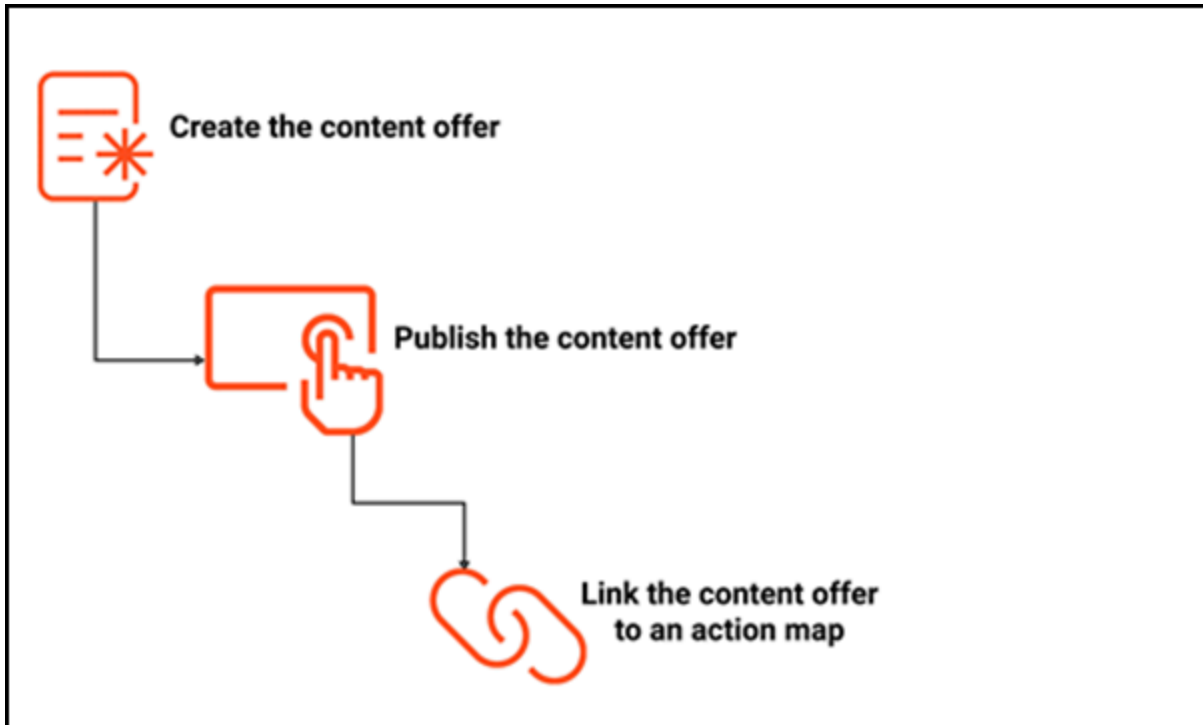 Create the content offer
Publish the content offer
Link the content offer
to an action map